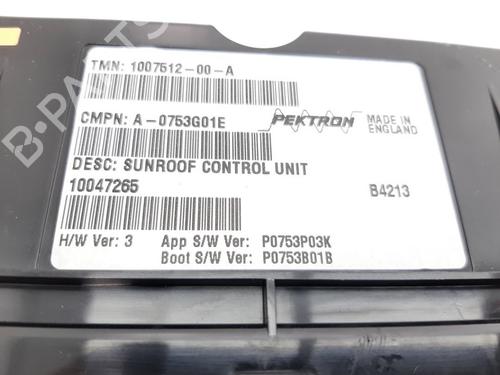 TMN: 1007512-00-A
CMPN: A-0753G01E
PEKTRON
MADE IN
ENGLAND
DESC: SUNROOF CONTROL UNIT
10047265
B4213
H/W Ver: 3 App S/W Ver: P0753P03K
Boot S/W Ver: P0753B01B
B-PARTS